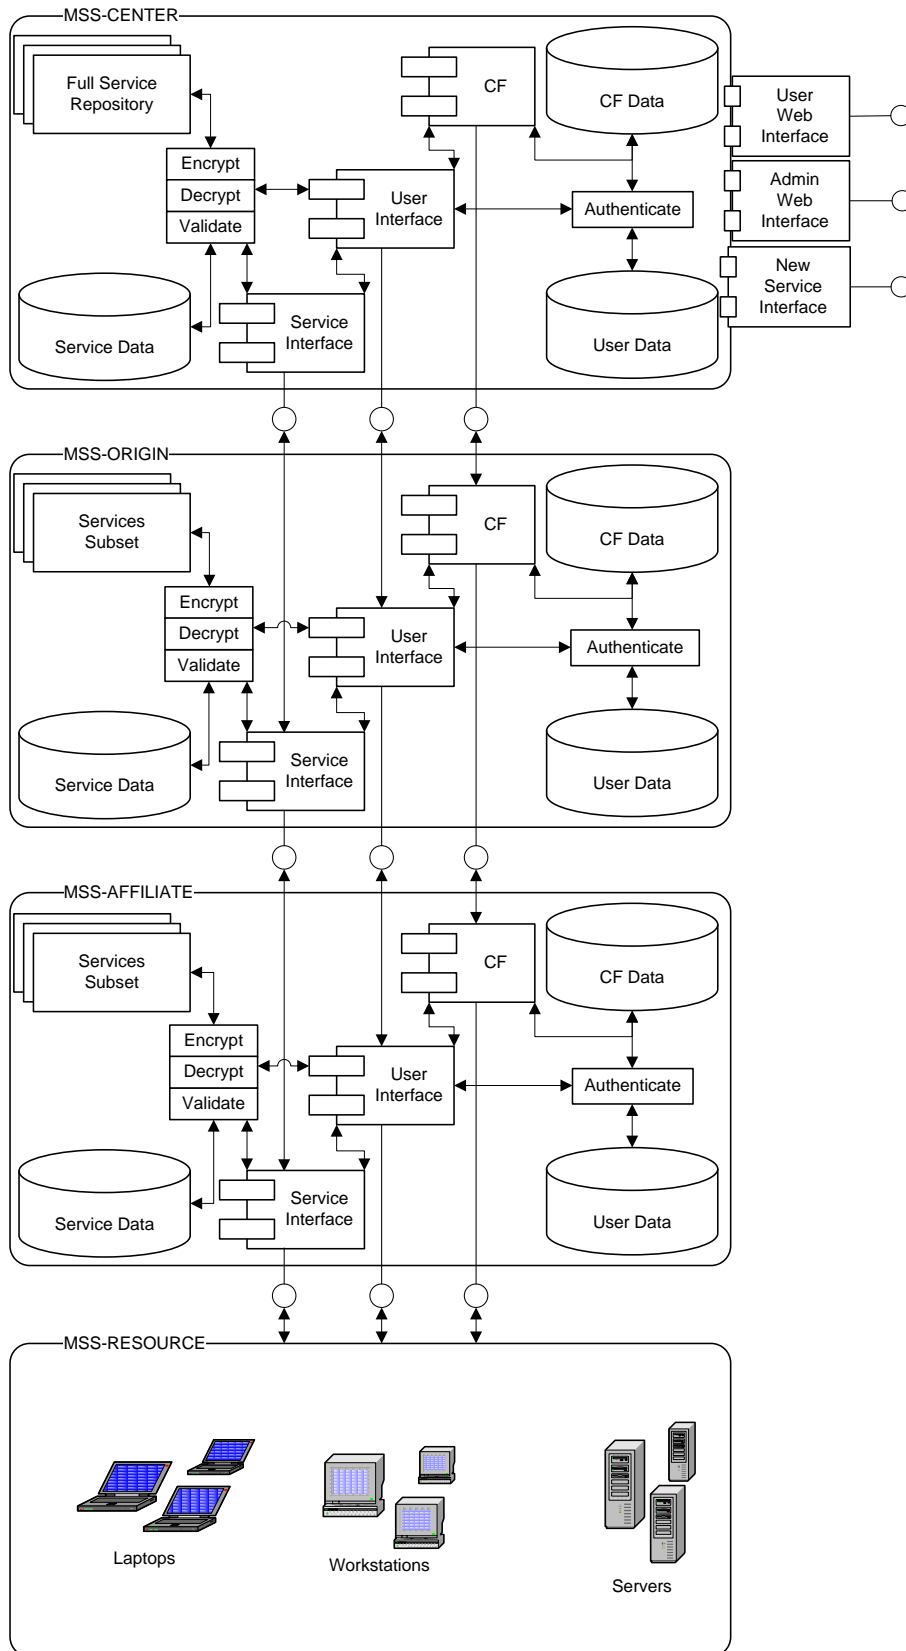 MSS-CENTER
Full Service
Repository
CF
CF Data
User
Web
Interface
Encrypt
Decrypt
Validate
User
Interface
Authenticate
Admin
Web
Interface
New
Service
Interface
Service Data
Service
Interface
User Data
MSS-ORIGIN
Services
Subset
CF
CF Data
Encrypt
Decrypt
Validate
User
Interface
Authenticate
Service Data
Service
Interface
User Data
MSS-AFFILIATE
Services
Subset
CF
CF Data
Encrypt
Decrypt
Validate
User
Interface
Authenticate
Service Data
Service
Interface
User Data
MSS-RESOURCE
Laptops
Workstations
Servers